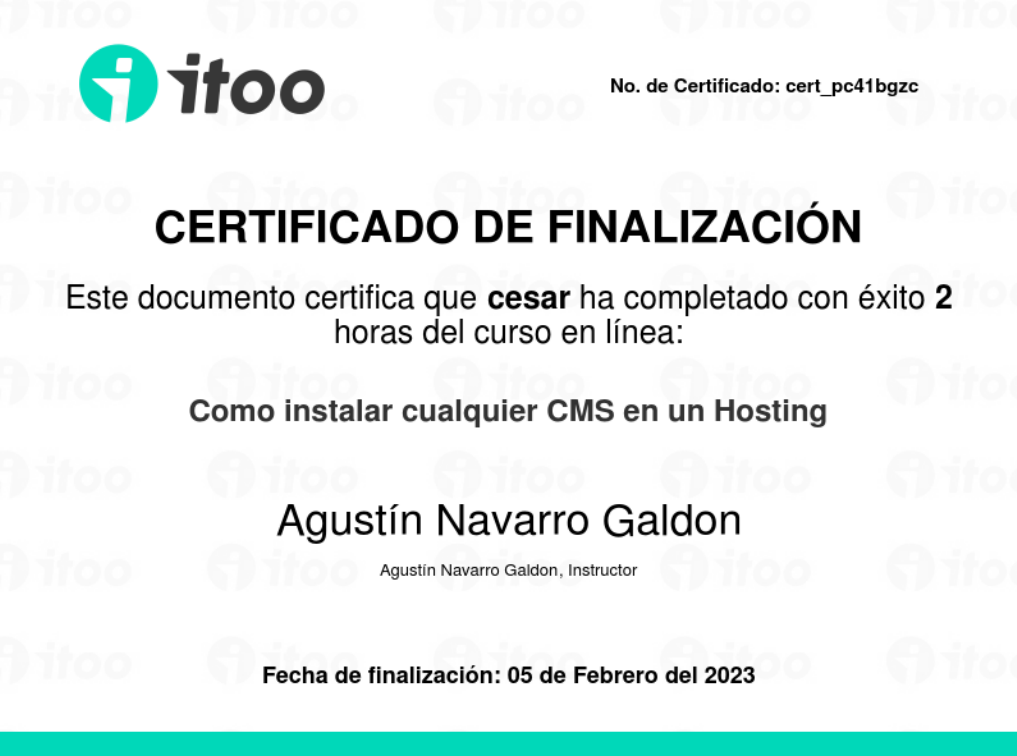 itoo
No. de Certificado: cert_pc41bgzc
CERTIFICADO DE FINALIZACIÓN
Este documento certifica que cesar ha completado con éxito 2
horas del curso en línea:
Como instalar cualquier CMS en un Hosting
Agustín Navarro Galdon
Agustín Navarro Galdon, Instructor
Fecha de finalización: 05 de Febrero del 2023